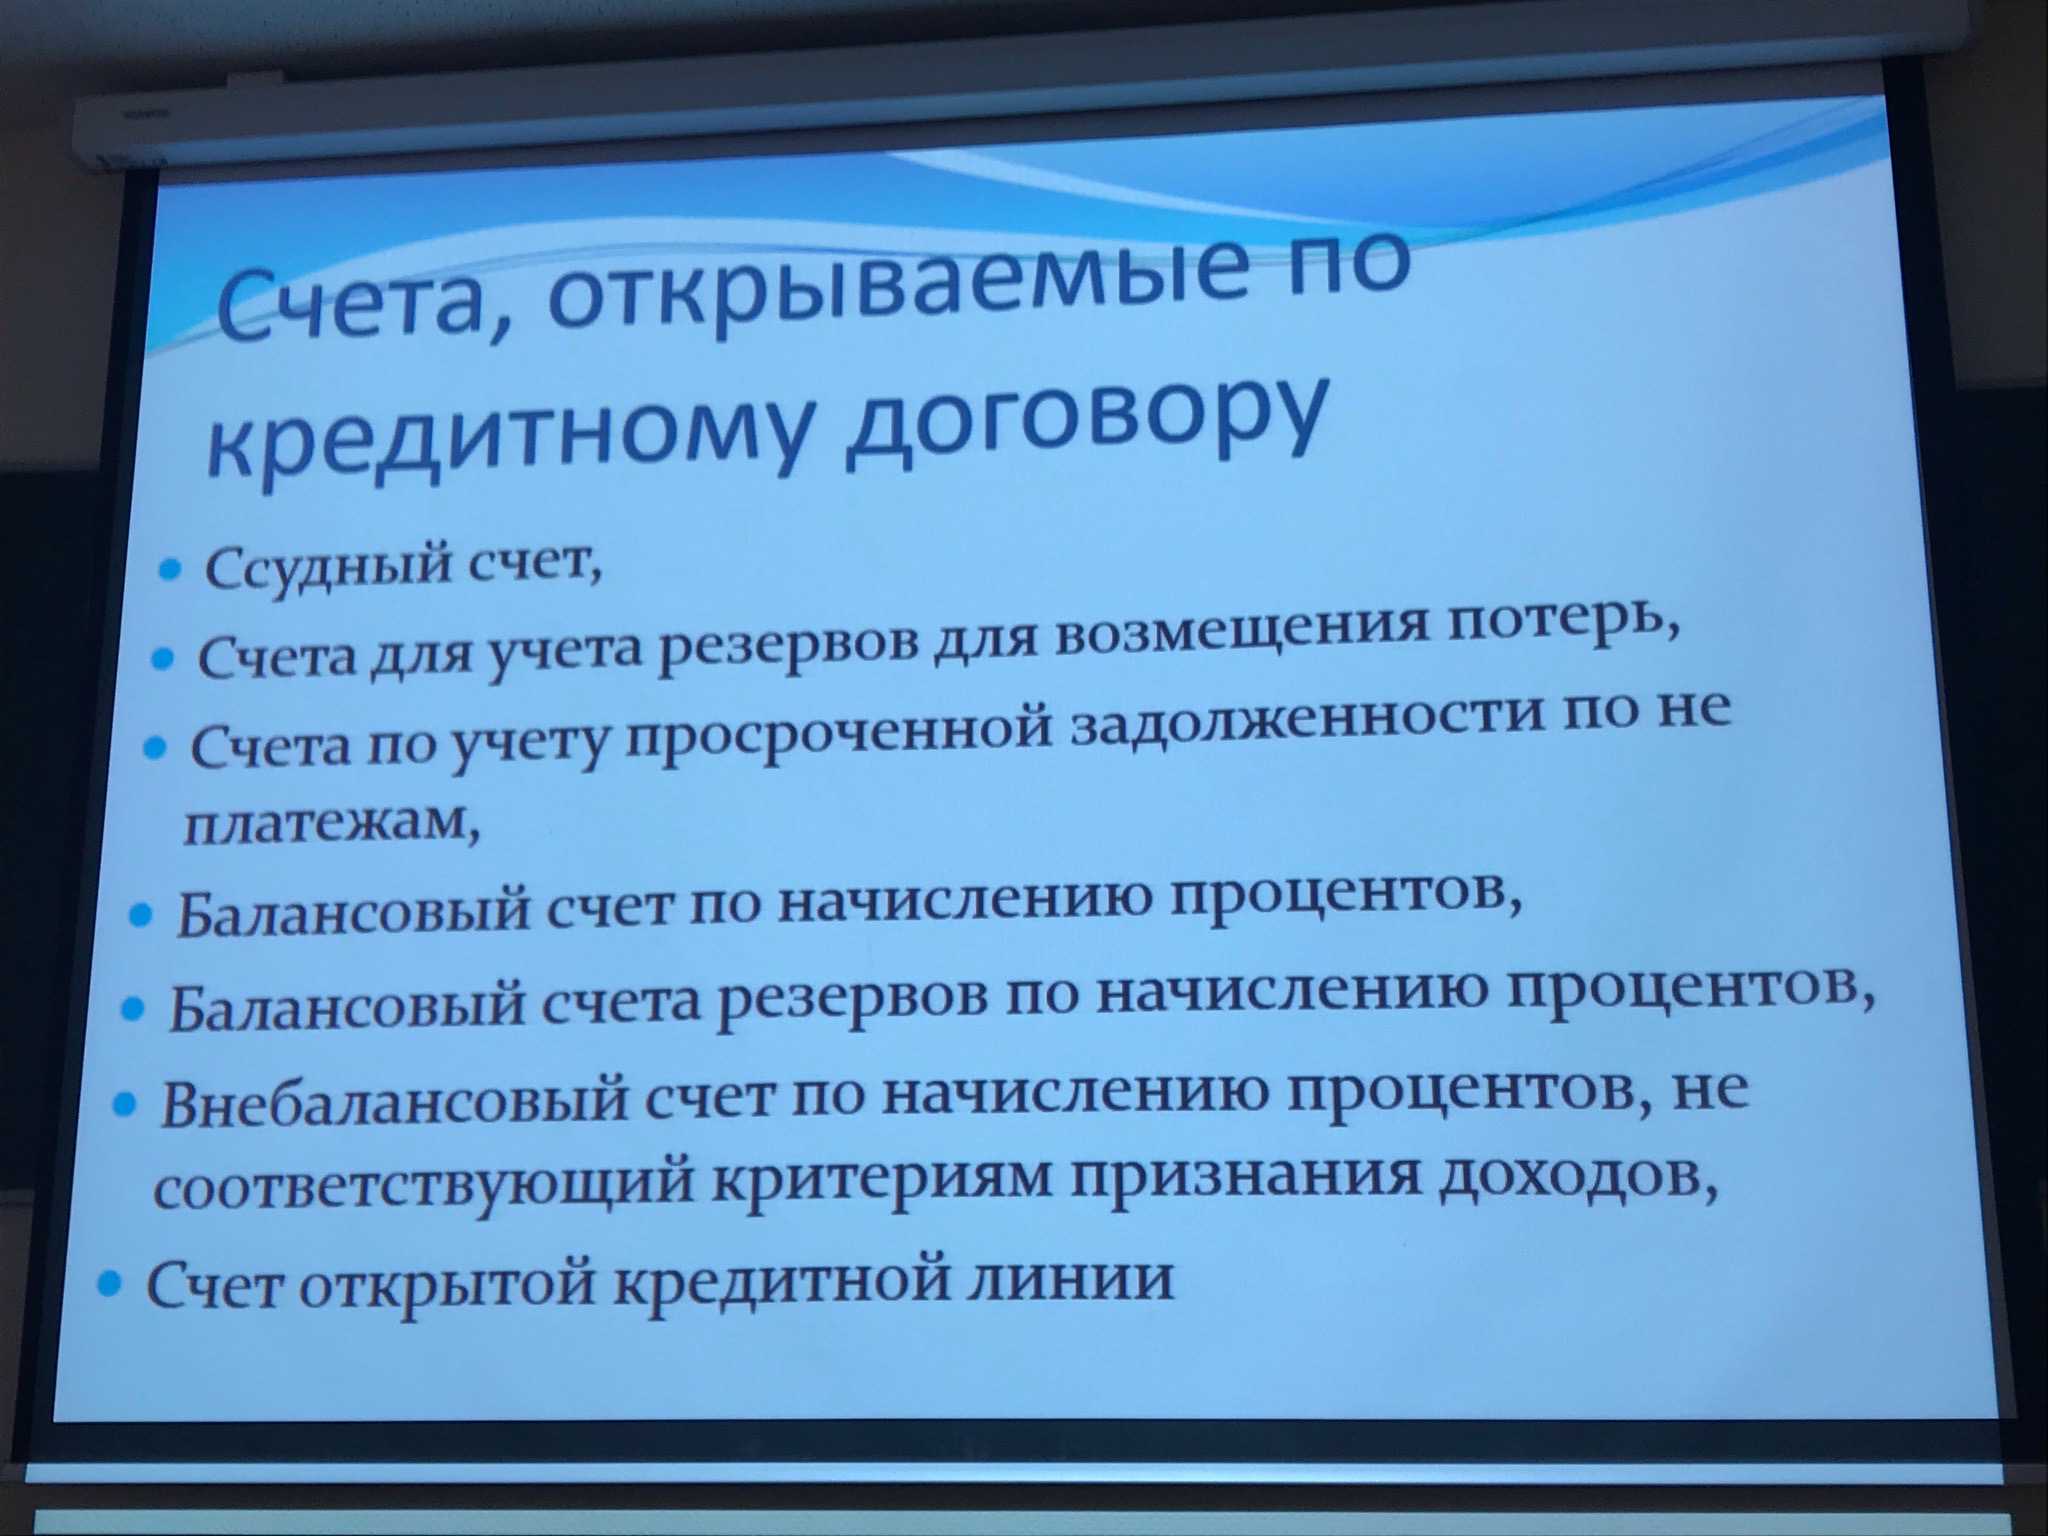 Счета, открываемые по
кредитному договору
• Ссудный счет,
• Счета для учета резервов для возмещения потерь,
• Счета по учету просроченной задолженности по не
платежам,
• Балансовый счет по начислению процентов,
• Балансовый счета резервов по начислению процентов,
• Внебалансовый счет по начислению процентов, не
соответствующий критериям признания доходов,
• Счет открытой кредитной линии